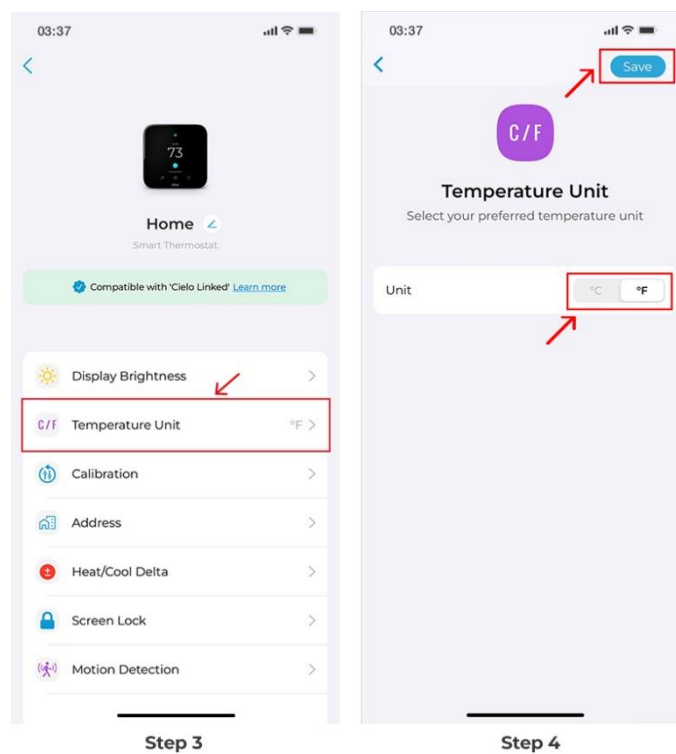 03:37
73
Home
Smart Thermostat
Compatible with 'Cielo Linked' Learn more
Display Brightness
C/F Temperature Unit °F
Calibration
Address
Heat/Cool Delta
Screen Lock
Motion Detection
Step 3
03:37
Save
C/F
Temperature Unit
Select your preferred temperature unit
Unit °C °F
Step 4